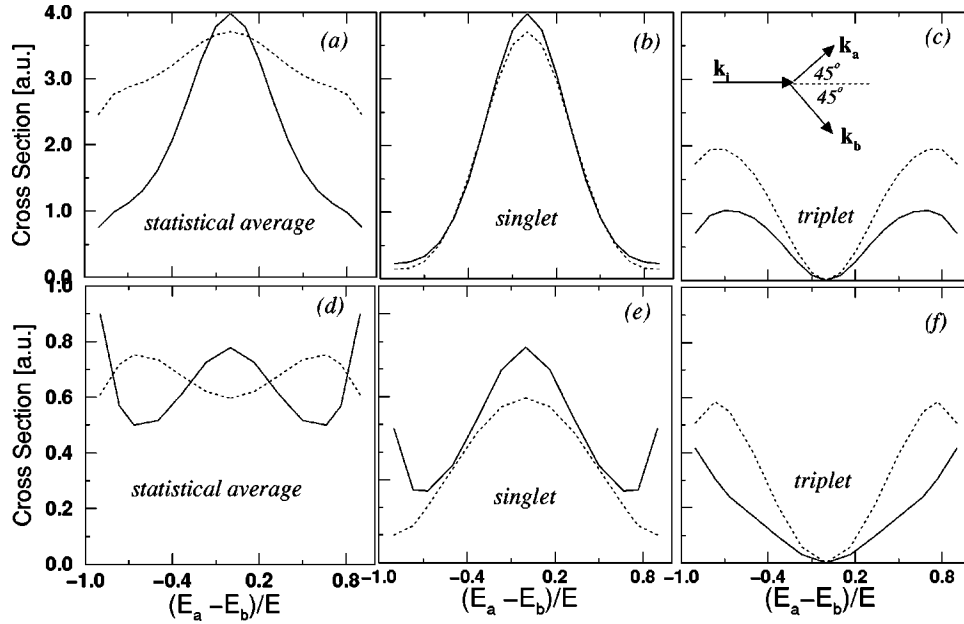 4.0
3.0
2.0
1.0
0.0
Cross Section [a.u.]
(a)
statistical average
(b)
singlet
(c)
k_i
k_a
45°
45°
k_b
triplet
1.0
0.8
0.6
0.4
0.2
0.0
Cross Section [a.u.]
(d)
statistical average
(e)
singlet
(f)
triplet
−1.0 −0.4 0.2 0.8
−1.0 −0.4 0.2 0.8
−1.0 −0.4 0.2 0.8
(E_a −E_b)/E
(E_a −E_b)/E
(E_a −E_b)/E